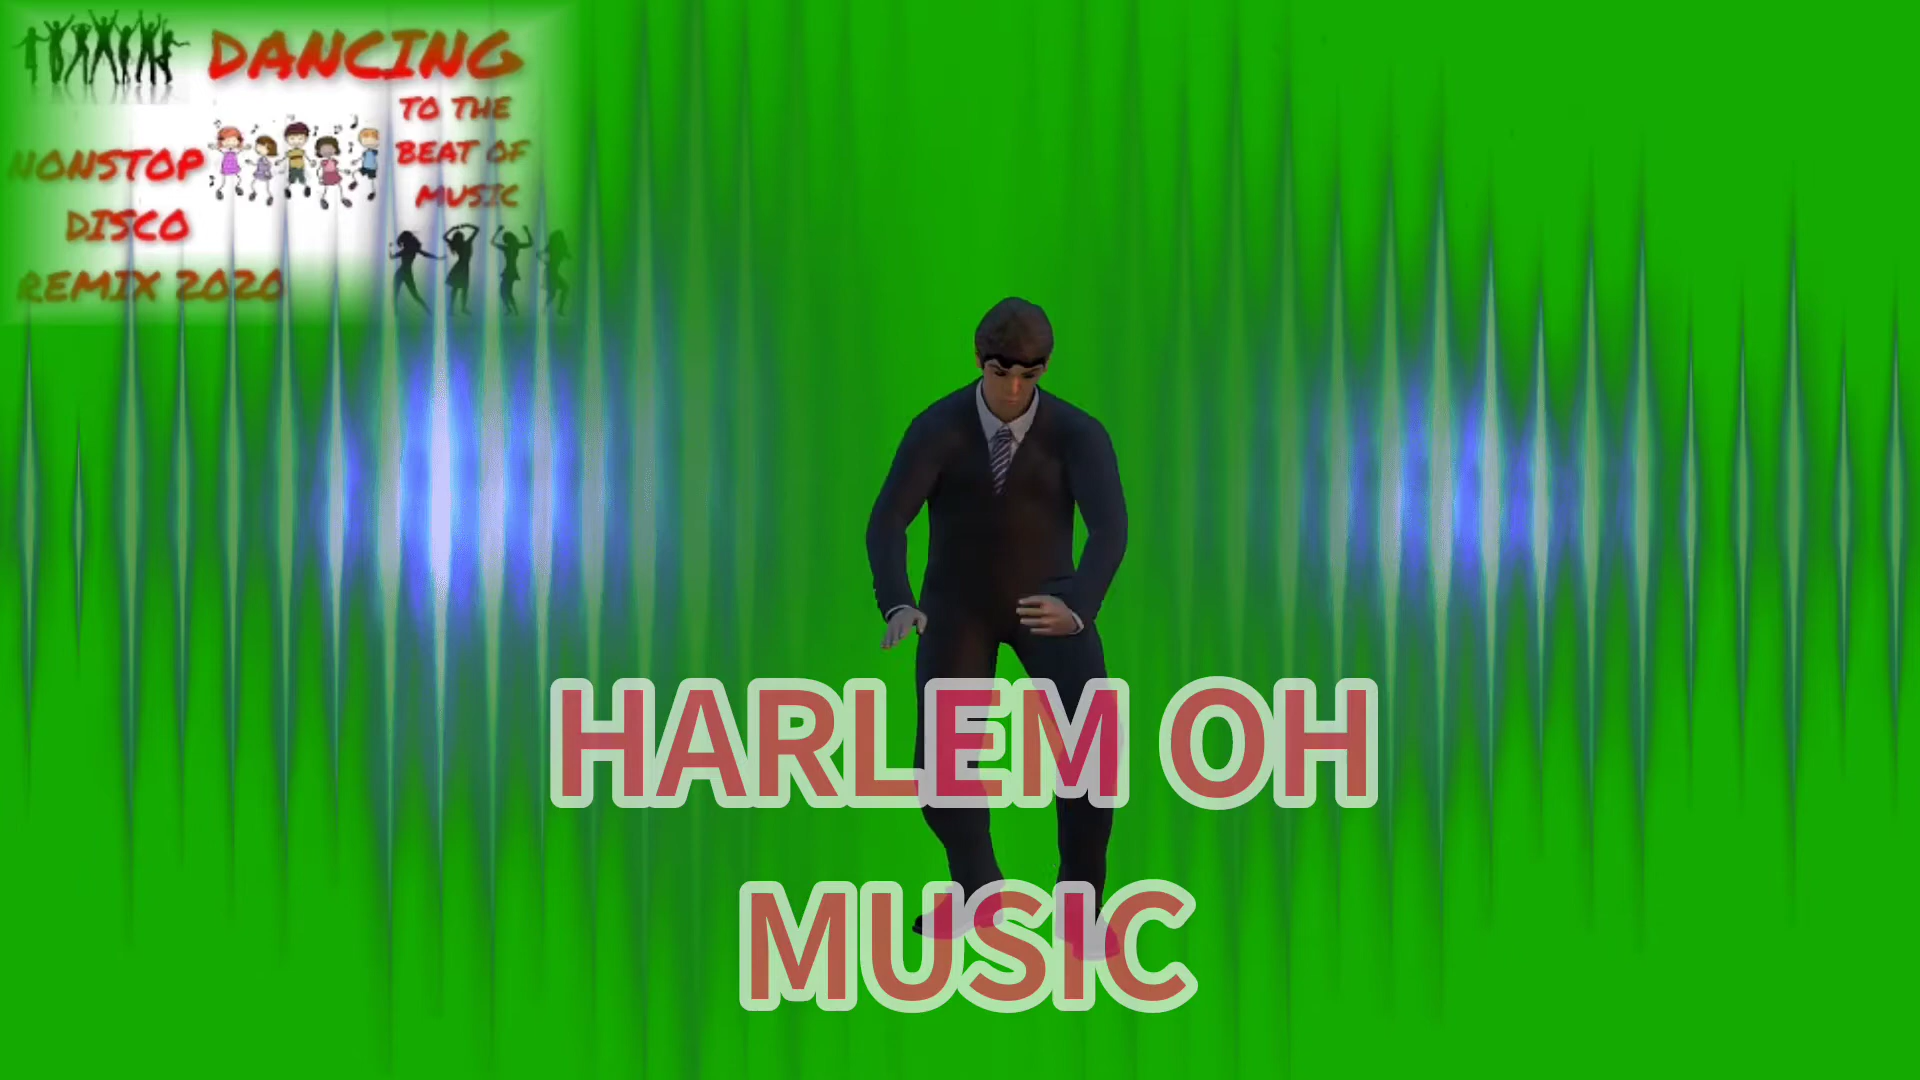 DANCING
TO THE
BEAT OF
MUSIC
NONSTOP
DISCO
REMIX 2020
HARLEM OH
MUSIC